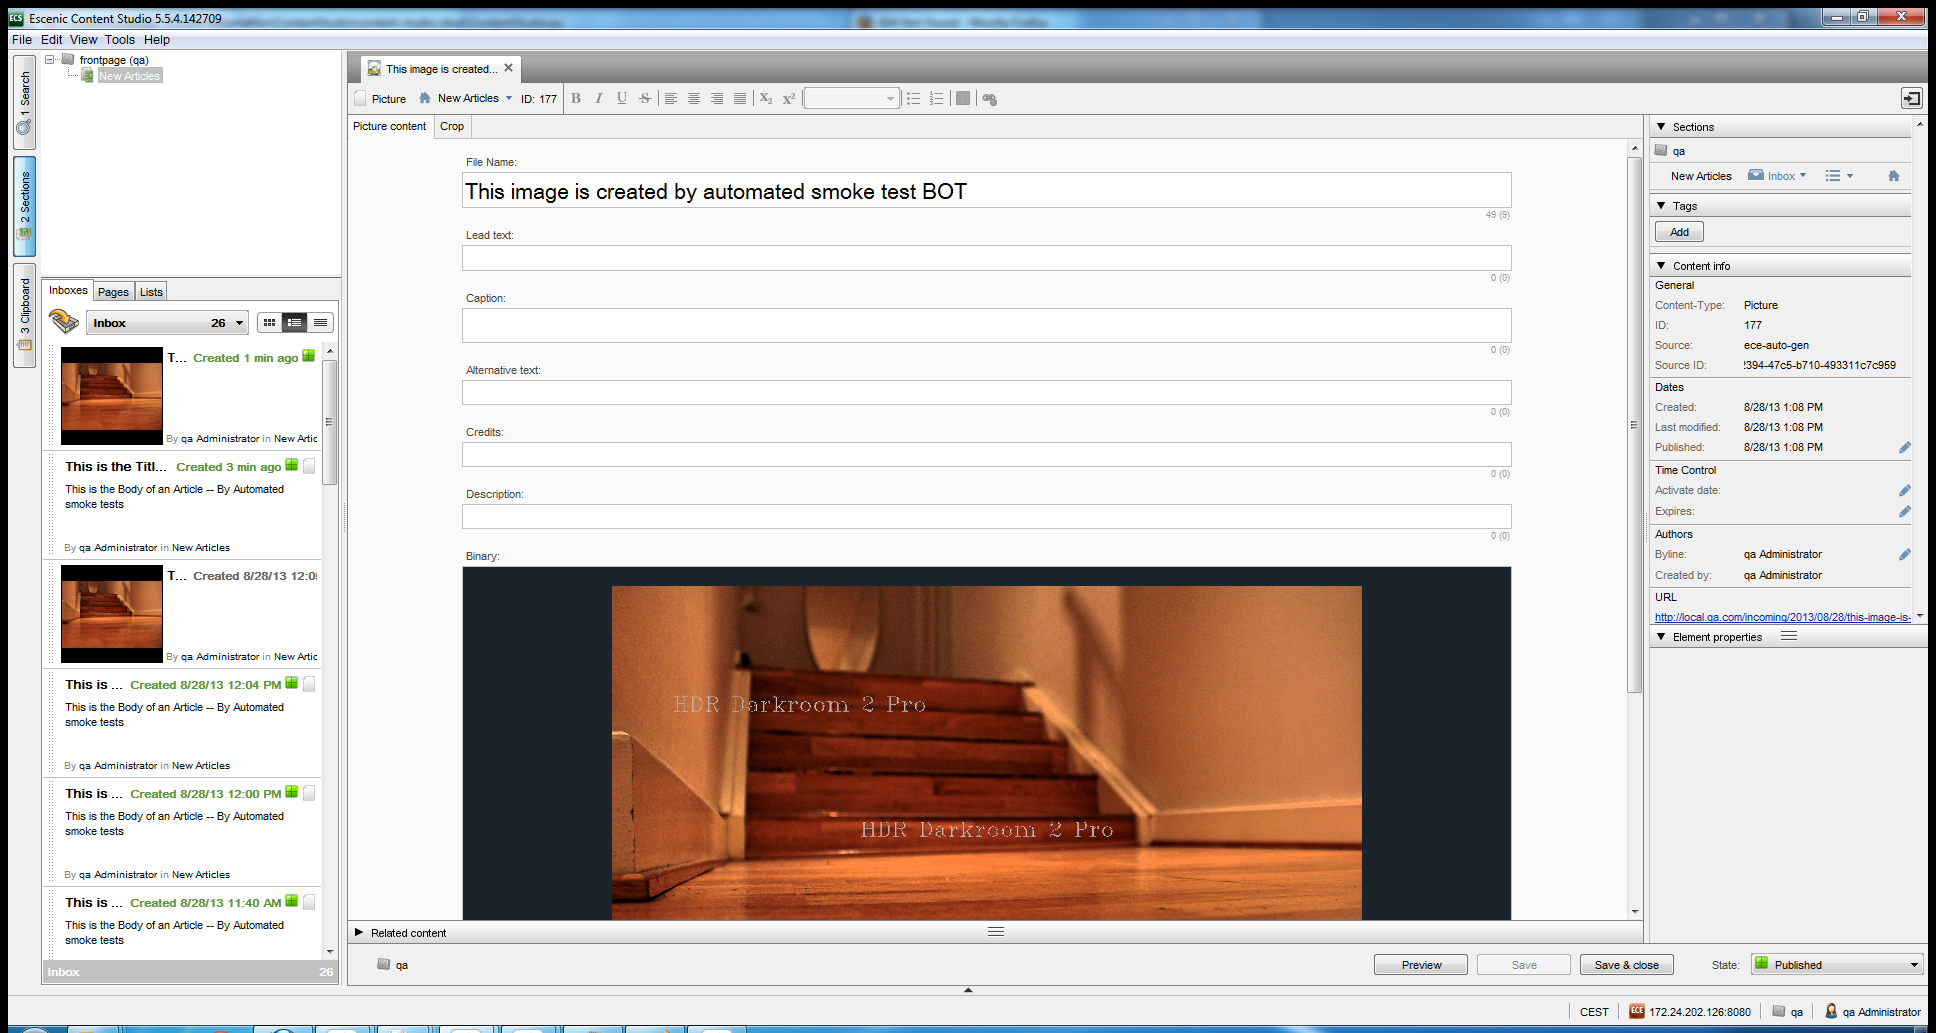 Escenic Content Studio 5.5.4.142709
File Edit View Tools Help
1 Search
2 Sections
3 Clipboard
frontpage (qa)
New Articles
Inboxes Pages Lists
Inbox 26
T... Created 1 min ago
By qa Administrator in New Artic
This is the Titl... Created 3 min ago
This is the Body of an Article -- By Automated
smoke tests
By qa Administrator in New Articles
T... Created 8/28/13 12:0
By qa Administrator in New Artic
This is ... Created 8/28/13 12:04 PM
This is the Body of an Article -- By Automated
smoke tests
By qa Administrator in New Articles
This is ... Created 8/28/13 12:00 PM
This is the Body of an Article -- By Automated
smoke tests
By qa Administrator in New Articles
This is ... Created 8/28/13 11:40 AM
This is the Body of an Article -- By Automated
smoke tests
Inbox 26
This image is created...
Picture New Articles ID: 177 B I U S X2 X2
Picture content Crop
File Name:
This image is created by automated smoke test BOT
49 (9)
Lead text:
0 (0)
Caption:
0 (0)
Alternative text:
0 (0)
Credits:
0 (0)
Description:
0 (0)
Binary:
HDR Darkroom 2 Pro
HDR Darkroom 2 Pro
Related content
qa
Preview Save Save & close State: Published
Sections
qa
New Articles Inbox
Tags
Add
Content info
General
Content-Type: Picture
ID: 177
Source: ece-auto-gen
Source ID: 2394-47c5-b710-493311c7c959
Dates
Created: 8/28/13 1:08 PM
Last modified: 8/28/13 1:08 PM
Published: 8/28/13 1:08 PM
Time Control
Activate date:
Expires:
Authors
Byline: qa Administrator
Created by: qa Administrator
URL
http://local.qa.com/incoming/2013/08/28/this-image-is-
Element properties
CEST ECE 172.24.202.126:8080 qa qa Administrator